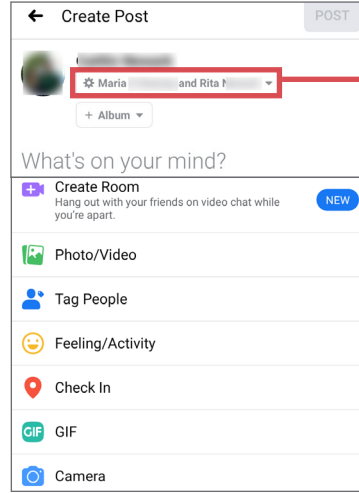 Create Post
POST
Maria and Rita
+ Album
What's on your mind?
Create Room
Hang out with your friends on video chat while
you're apart.
NEW
Photo/Video
Tag People
Feeling/Activity
Check In
GIF GIF
Camera